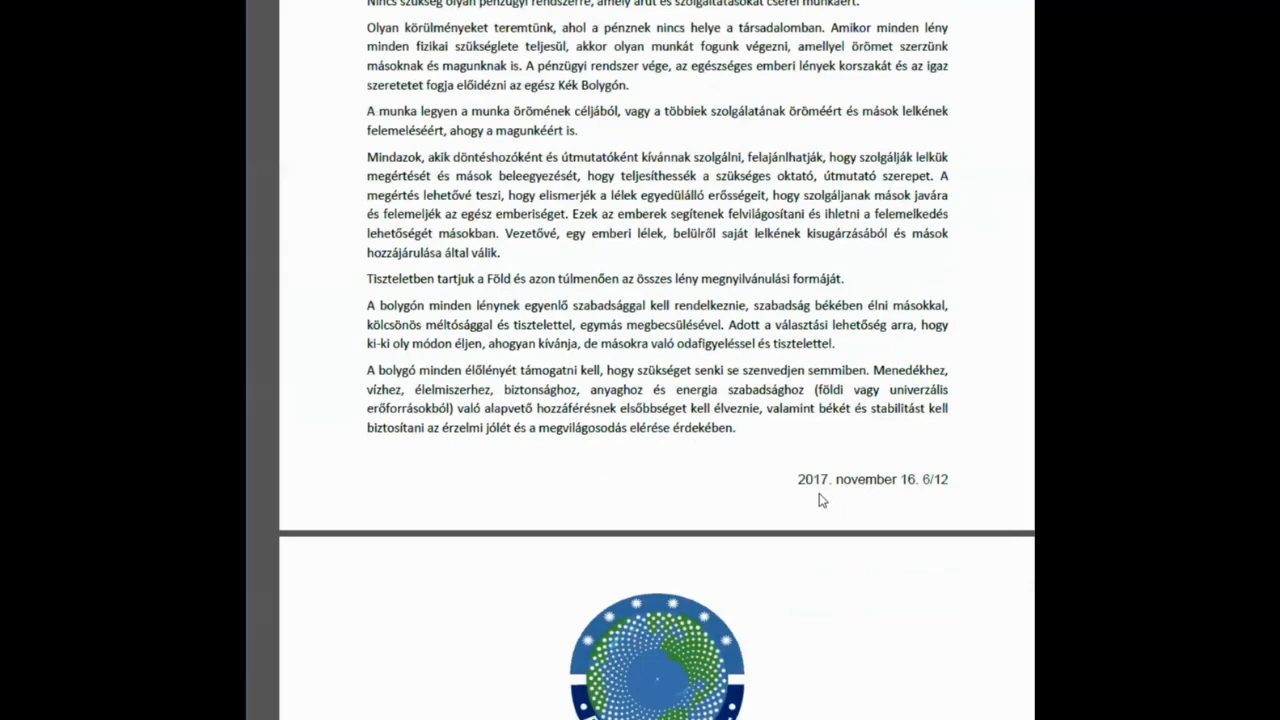 Nincs szükség olyan pénzügyi rendszerre, amely árut és szolgáltatásokat cserél munkáért.
Olyan körülményeket teremtünk, ahol a pénznek nincs helye a társadalomban. Amikor minden lény
minden fizikai szükséglete teljesül, akkor olyan munkát fogunk végezni, amellyel örömet szerzünk
másoknak és magunknak is. A pénzügyi rendszer vége, az egészséges emberi lények korszakát és az igaz
szeretetet fogja előidézni az egész Kék Bolygón.
A munka legyen a munka örömének céljából, vagy a többiek szolgálatának öröméért és mások lelkének
felemeléséért, ahogy a magunkéért is.
Mindazok, akik döntéshozóként és útmutatóként kívánnak szolgálni, felajánlhatják, hogy szolgálják lelkük
megértését és mások beleegyezését, hogy teljesíthessék a szükséges oktató, útmutató szerepet. A
megértés lehetővé teszi, hogy elismerjék a lélek egyedülálló erősségeit, hogy szolgáljanak mások javára
és felemeljék az egész emberiséget. Ezek az emberek segítenek felvilágosítani és ihletni a felemelkedés
lehetőségét másokban. Vezetővé, egy emberi lélek, belülről saját lelkének kisugárzásából és mások
hozzájárulása által válik.
Tiszteletben tartjuk a Föld és azon túlmenően az összes lény megnyilvánulási formáját.
A bolygón minden lénynek egyenlő szabadsággal kell rendelkeznie, szabadság békében élni másokkal,
kölcsönös méltósággal és tisztelettel, egymás megbecsülésével. Adott a választási lehetőség arra, hogy
ki-ki oly módon éljen, ahogyan kívánja, de másokra való odafigyeléssel és tisztelettel.
A bolygó minden élőlényét támogatni kell, hogy szükséget senki se szenvedjen semmiben. Menedékhez,
vízhez, élelmiszerhez, biztonsághoz, anyaghoz és energia szabadsághoz (földi vagy univerzális
erőforrásokból) való alapvető hozzáférésnek elsőbbséget kell élveznie, valamint békét és stabilitást kell
biztosítani az érzelmi jólét és a megvilágosodás elérése érdekében.
2017. november 16. 6/12